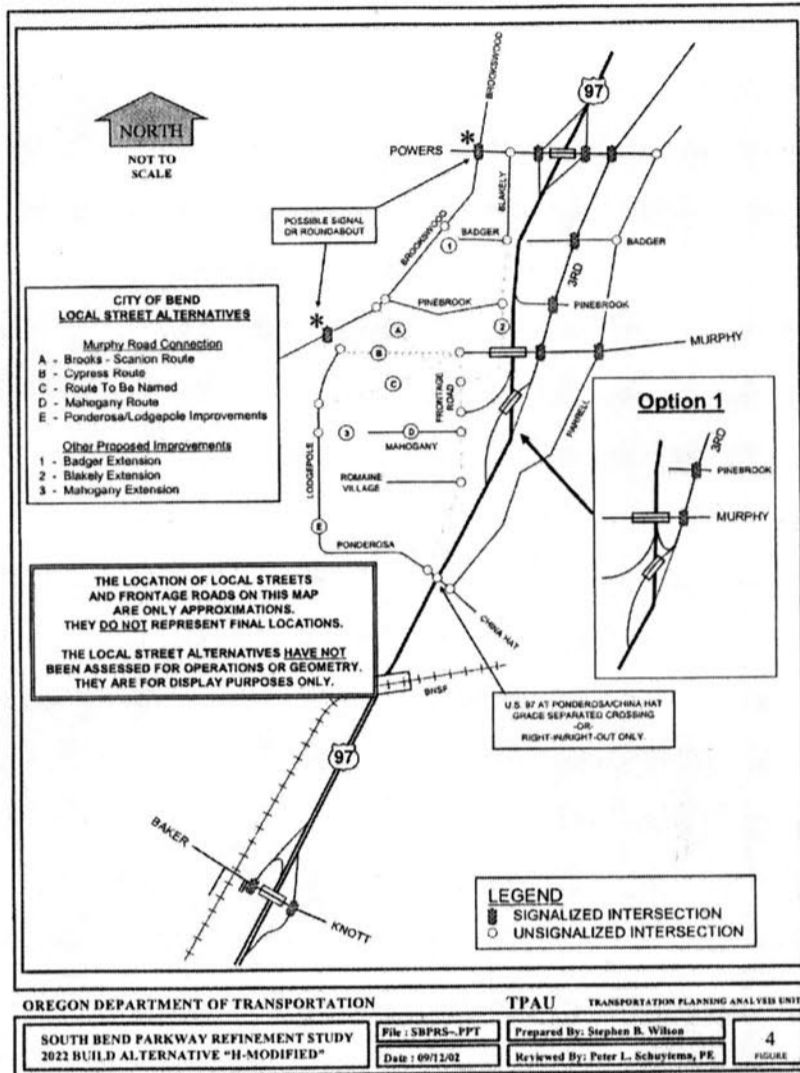 BROOKSWOOD
97
NORTH
NOT TO
SCALE
*
POWERS
BLAKELY
POSSIBLE SIGNAL
OR ROUNDABOUT
BROOKSWOOD
1
BADGER
BADGER
3RD
CITY OF BEND
LOCAL STREET ALTERNATIVES
Murphy Road Connection
A - Brooks - Scanlon Route
B - Cypress Route
C - Route To Be Named
D - Mahogany Route
E - Ponderosa/Lodgepole Improvements
Other Proposed Improvements
1 - Badger Extension
2 - Blakely Extension
3 - Mahogany Extension
*
PINEBROOK
PINEBROOK
A
2
B
MURPHY
C
FRONTAGE
ROAD
PARRELL
3
D
MAHOGANY
LODGEPOLE
ROMAINE
VILLAGE
E
PONDEROSA
CHINA HAT
Option 1
3RD
PINEBROOK
MURPHY
THE LOCATION OF LOCAL STREETS
AND FRONTAGE ROADS ON THIS MAP
ARE ONLY APPROXIMATIONS.
THEY DO NOT REPRESENT FINAL LOCATIONS.
THE LOCAL STREET ALTERNATIVES HAVE NOT
BEEN ASSESSED FOR OPERATIONS OR GEOMETRY.
THEY ARE FOR DISPLAY PURPOSES ONLY.
BNSF
U.S. 97 AT PONDEROSA/CHINA HAT
GRADE SEPARATED CROSSING
-OR-
RIGHT-IN/RIGHT-OUT ONLY.
97
BAKER
KNOTT
LEGEND
SIGNALIZED INTERSECTION
UNSIGNALIZED INTERSECTION
OREGON DEPARTMENT OF TRANSPORTATION TPAU TRANSPORTATION PLANNING ANALYSIS UNIT
SOUTH BEND PARKWAY REFINEMENT STUDY
2022 BUILD ALTERNATIVE "H-MODIFIED"
File : SBPRS~.PPT
Date : 09/12/02
Prepared By: Stephen B. Wilson
Reviewed By: Peter L. Schuytema, PE
4
FIGURE